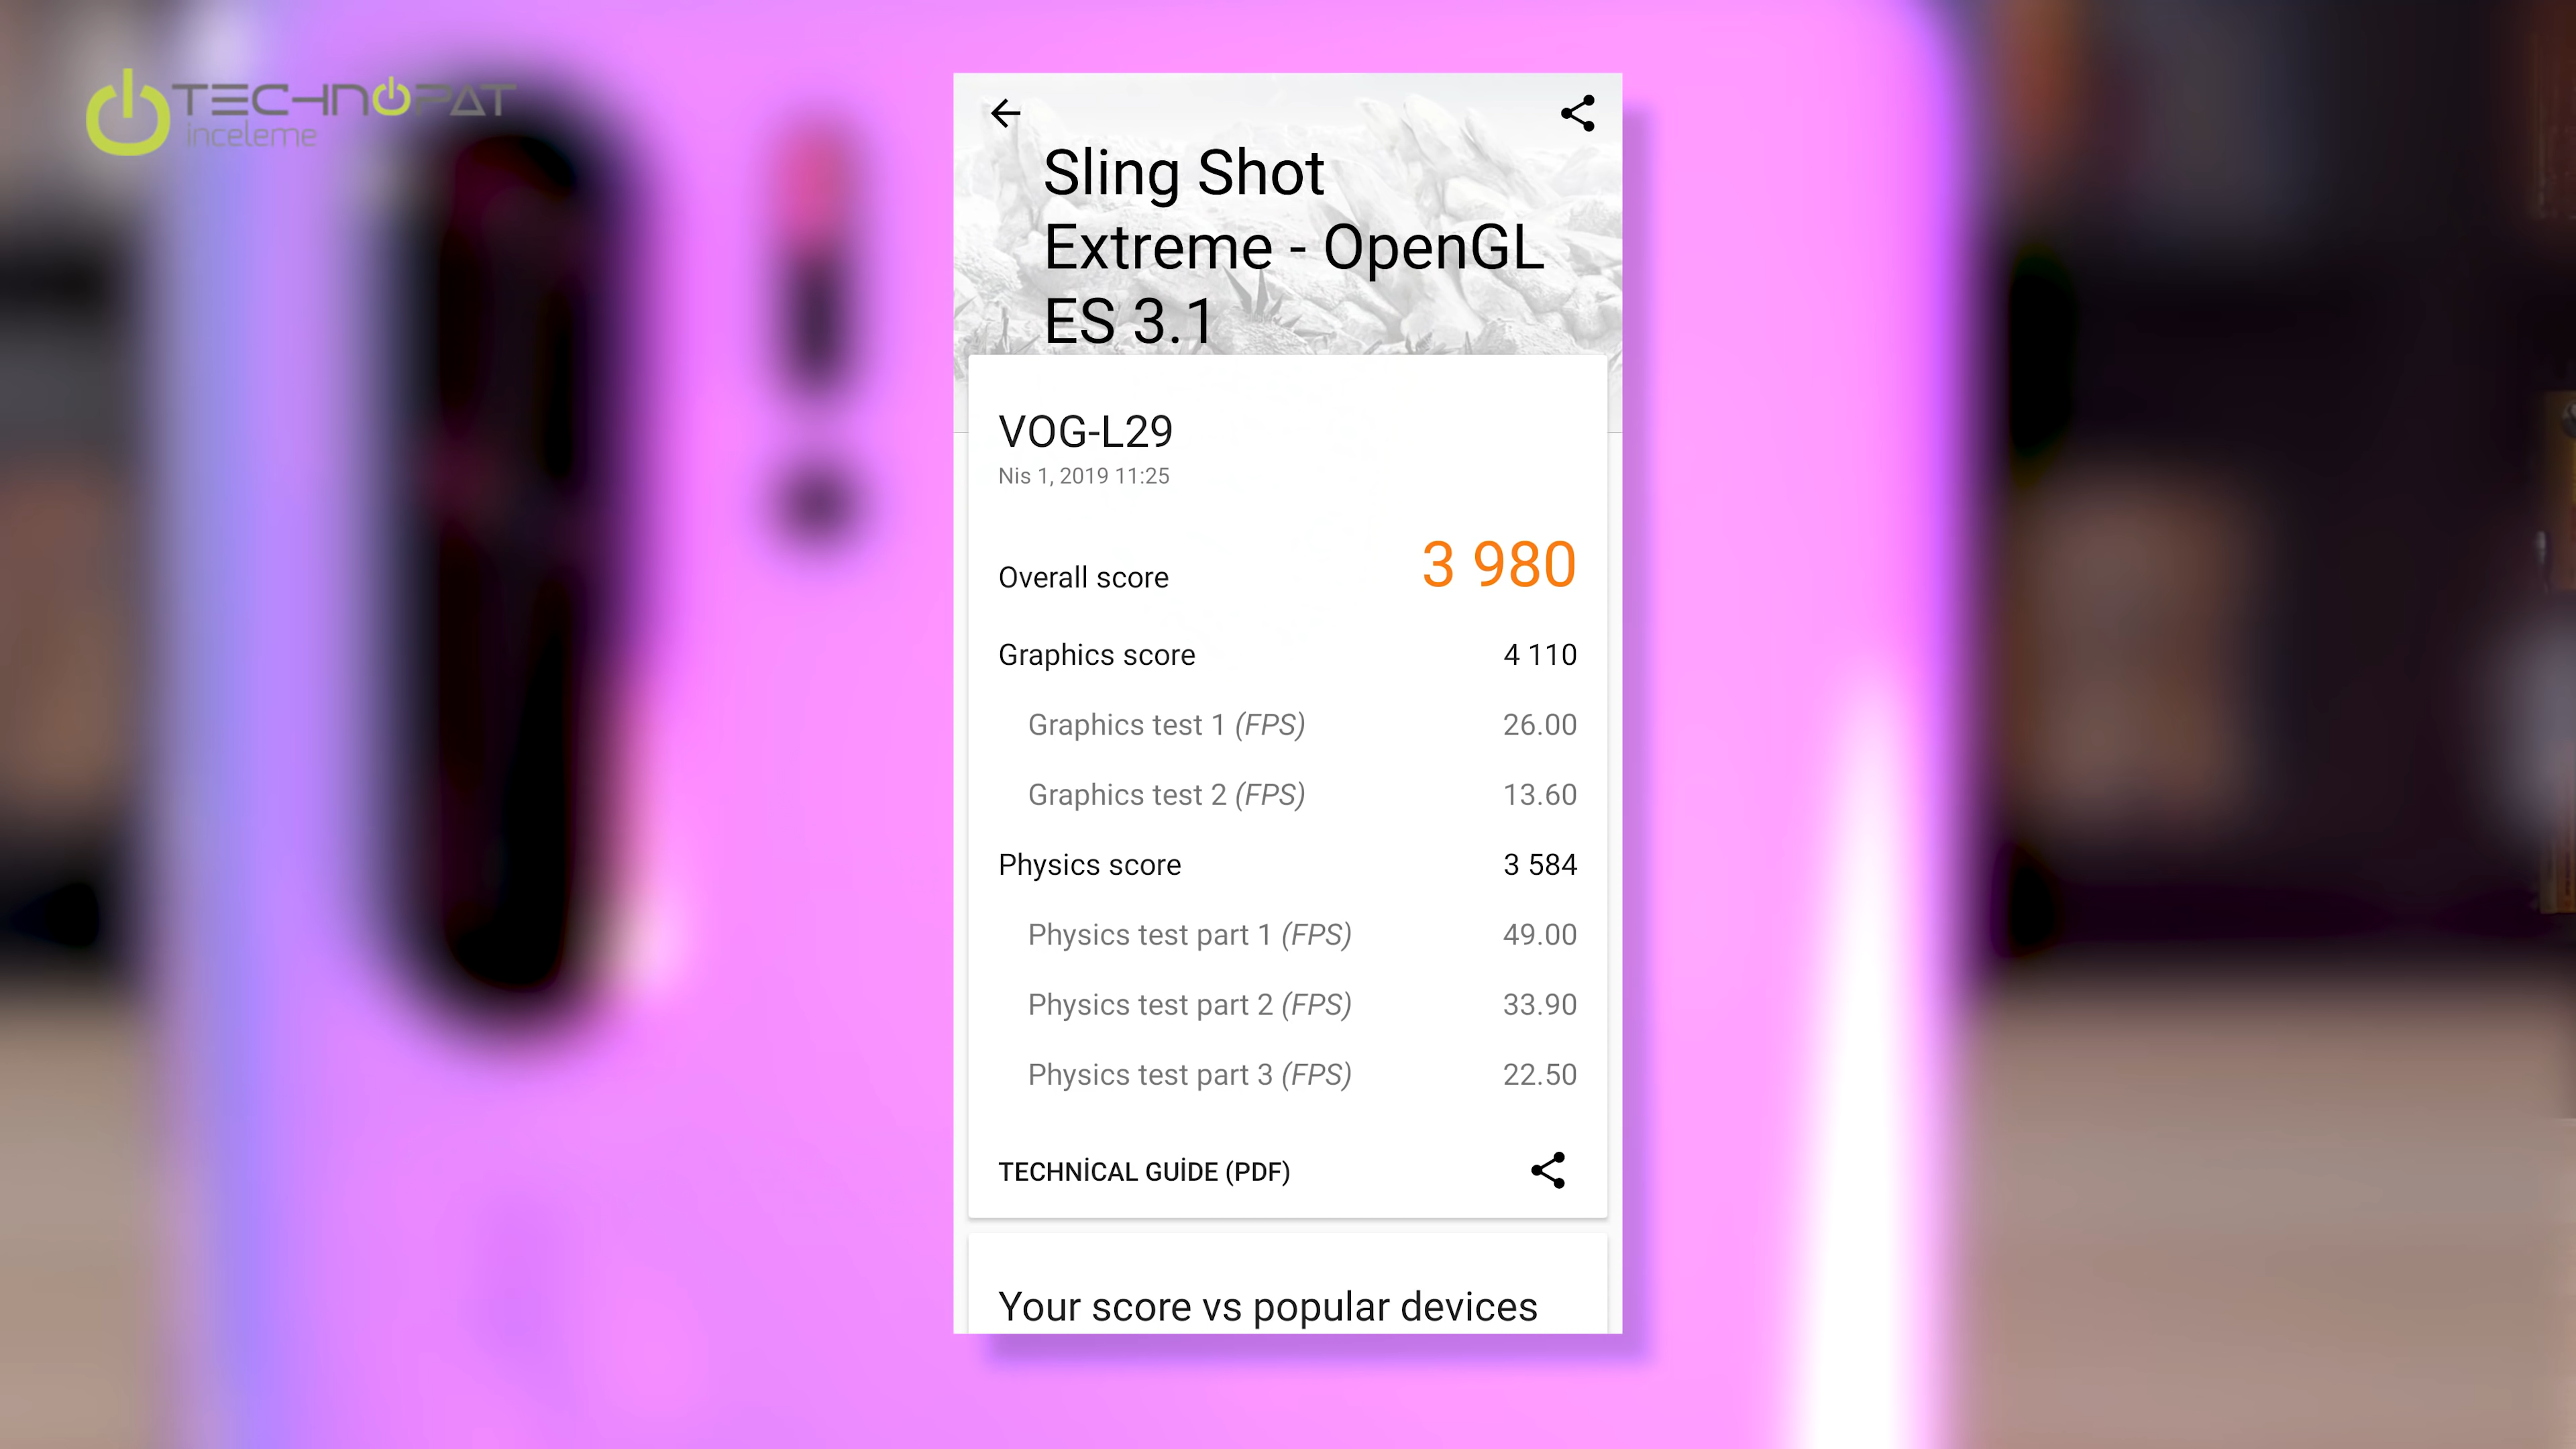 TECHNOPAT
inceleme
Sling Shot
Extreme - OpenGL
ES 3.1
VOG-L29
Nis 1, 2019 11:25
Overall score 3 980
Graphics score 4 110
Graphics test 1 (FPS) 26.00
Graphics test 2 (FPS) 13.60
Physics score 3 584
Physics test part 1 (FPS) 49.00
Physics test part 2 (FPS) 33.90
Physics test part 3 (FPS) 22.50
TECHNİCAL GUİDE (PDF)
Your score vs popular devices